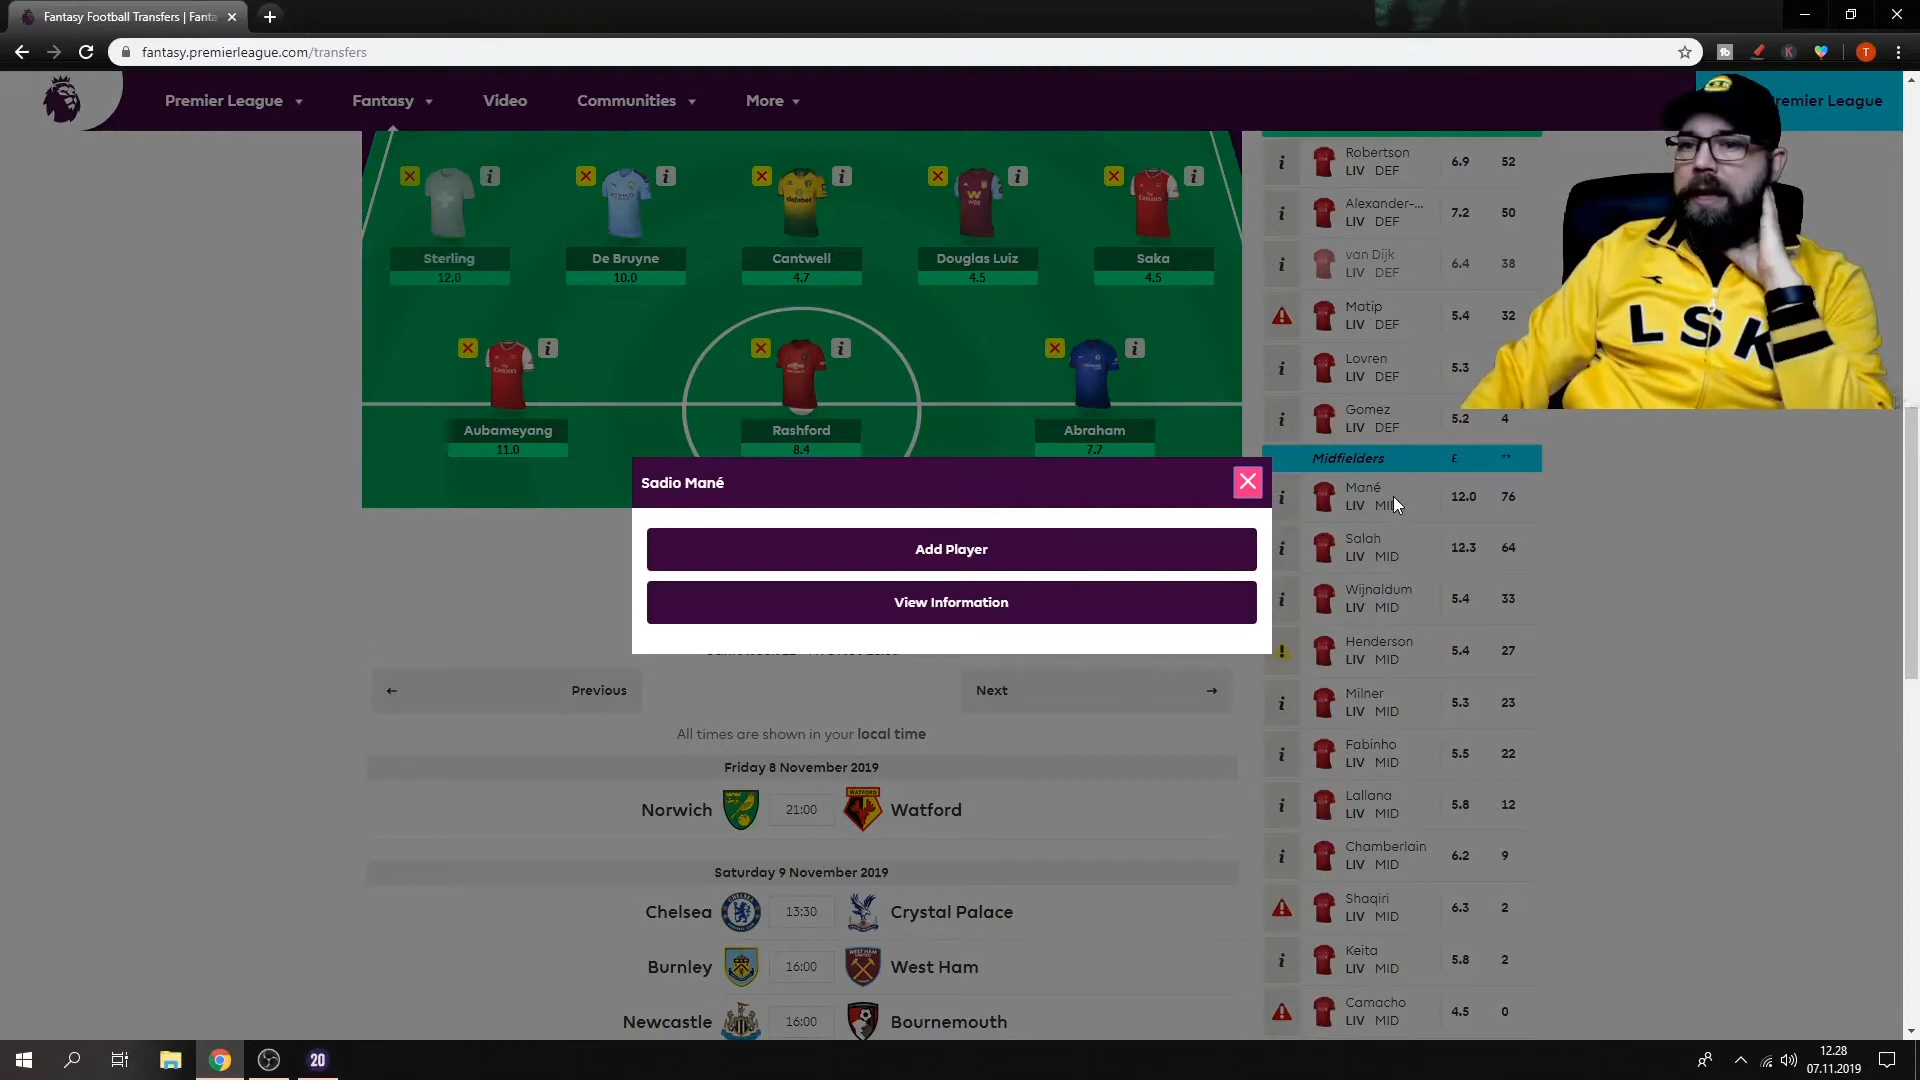 Fantasy Football Transfers | Fanta
fantasy.premierleague.com/transfers
Premier League
Fantasy
Video
Communities
More
remier League
Sterling
12.0
De Bruyne
10.0
Cantwell
4.7
Douglas Luiz
4.5
Saka
4.5
Aubameyang
11.0
Rashford
8.4
Abraham
7.7
Sadio Mané
Add Player
View Information
← Previous
Next →
All times are shown in your local time
Friday 8 November 2019
Norwich 21:00 Watford
Saturday 9 November 2019
Chelsea 13:30 Crystal Palace
Burnley 16:00 West Ham
Newcastle 16:00 Bournemouth
Robertson
LIV DEF 6.9 52
Alexander-...
LIV DEF 7.2 50
van Dijk
LIV DEF 6.4 38
Matip
LIV DEF 5.4 32
Lovren
LIV DEF 5.3
Gomez
LIV DEF 5.2 4
Midfielders £ **
Mané
LIV MID 12.0 76
Salah
LIV MID 12.3 64
Wijnaldum
LIV MID 5.4 33
Henderson
LIV MID 5.4 27
Milner
LIV MID 5.3 23
Fabinho
LIV MID 5.5 22
Lallana
LIV MID 5.8 12
Chamberlain
LIV MID 6.2 9
Shaqiri
LIV MID 6.3 2
Keita
LIV MID 5.8 2
Camacho
LIV MID 4.5 0
LSK
20
12.28
07.11.2019